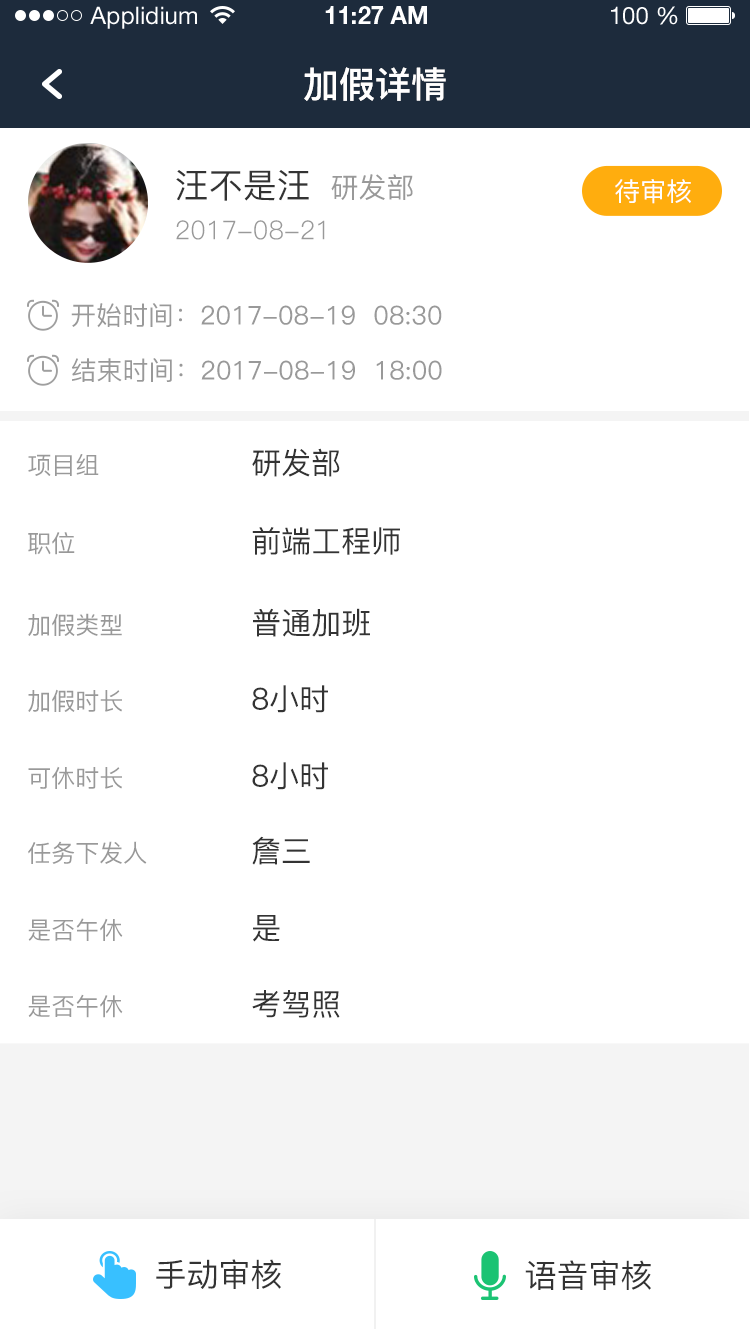 Applidium 11:27 AM 100 %
加假详情
汪不是汪 研发部
待审核
2017-08-21
开始时间：2017-08-19 08:30
结束时间：2017-08-19 18:00
项目组 研发部
职位 前端工程师
加假类型 普通加班
加假时长 8小时
可休时长 8小时
任务下发人 詹三
是否午休 是
是否午休 考驾照
手动审核 语音审核